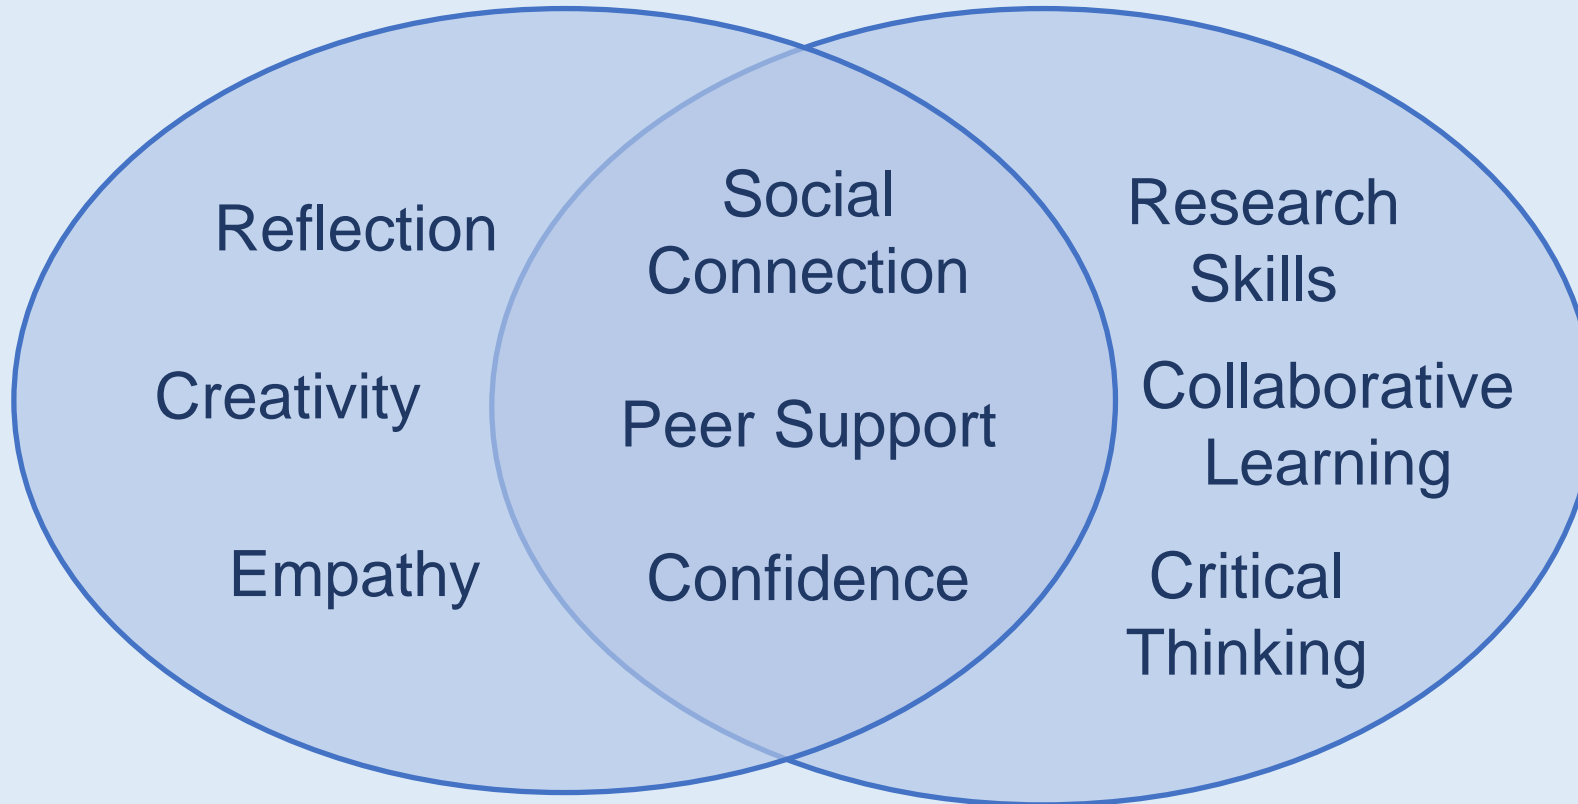 Reflection
Creativity
Empathy
Social
Connection
Peer Support
Confidence
Research
Skills
Collaborative
Learning
Critical
Thinking